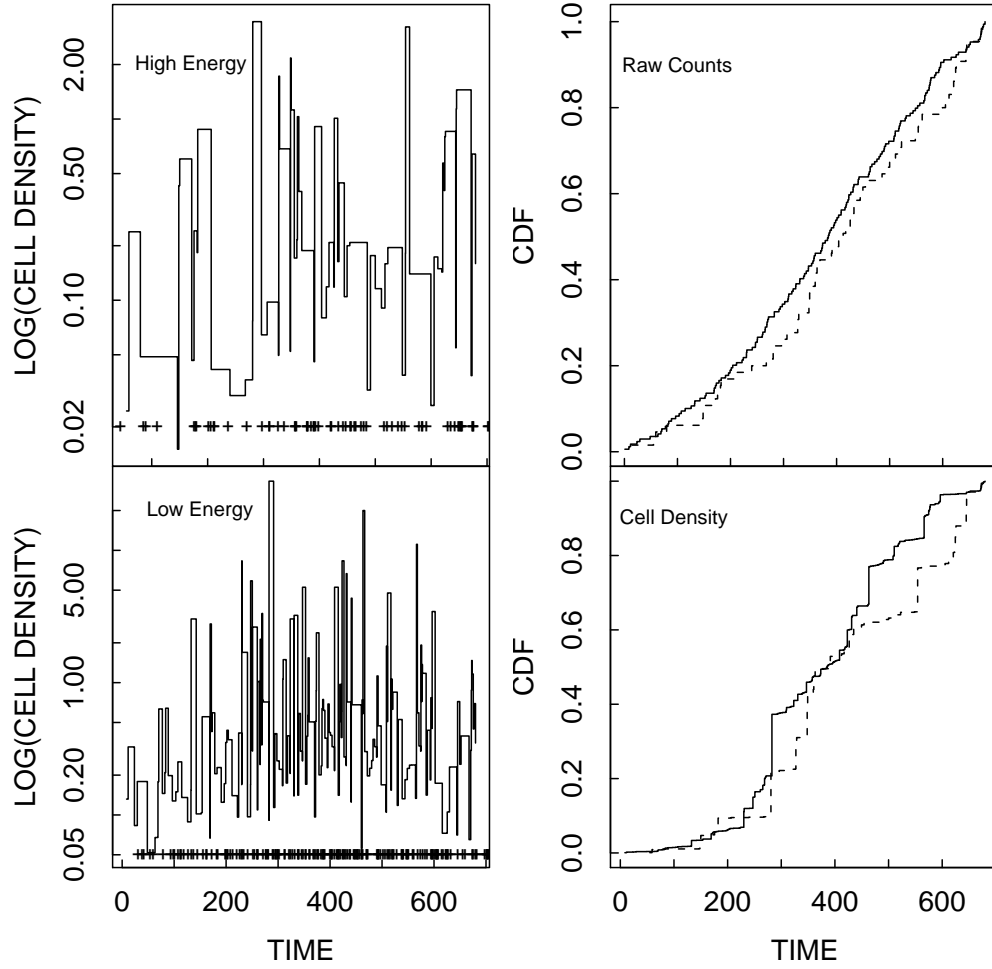 High Energy
LOG(CELL DENSITY)
2.00
0.50
0.10
0.02
Raw Counts
CDF
1.0
0.8
0.6
0.4
0.2
0.0
Low Energy
LOG(CELL DENSITY)
5.00
1.00
0.20
0.05
0 200 400 600
TIME
Cell Density
CDF
0.8
0.6
0.4
0.2
0.0
0 200 400 600
TIME